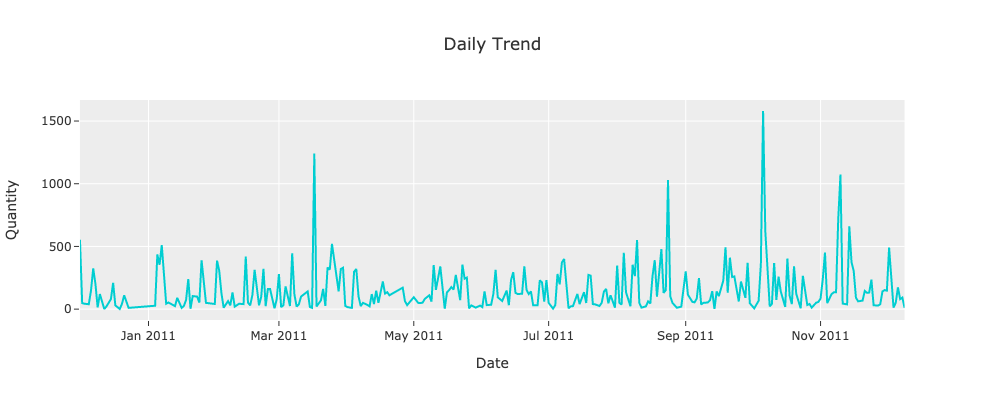 Daily Trend
1500
1000
500
0
Quantity
Jan 2011
Mar 2011
May 2011
Jul 2011
Sep 2011
Nov 2011
Date